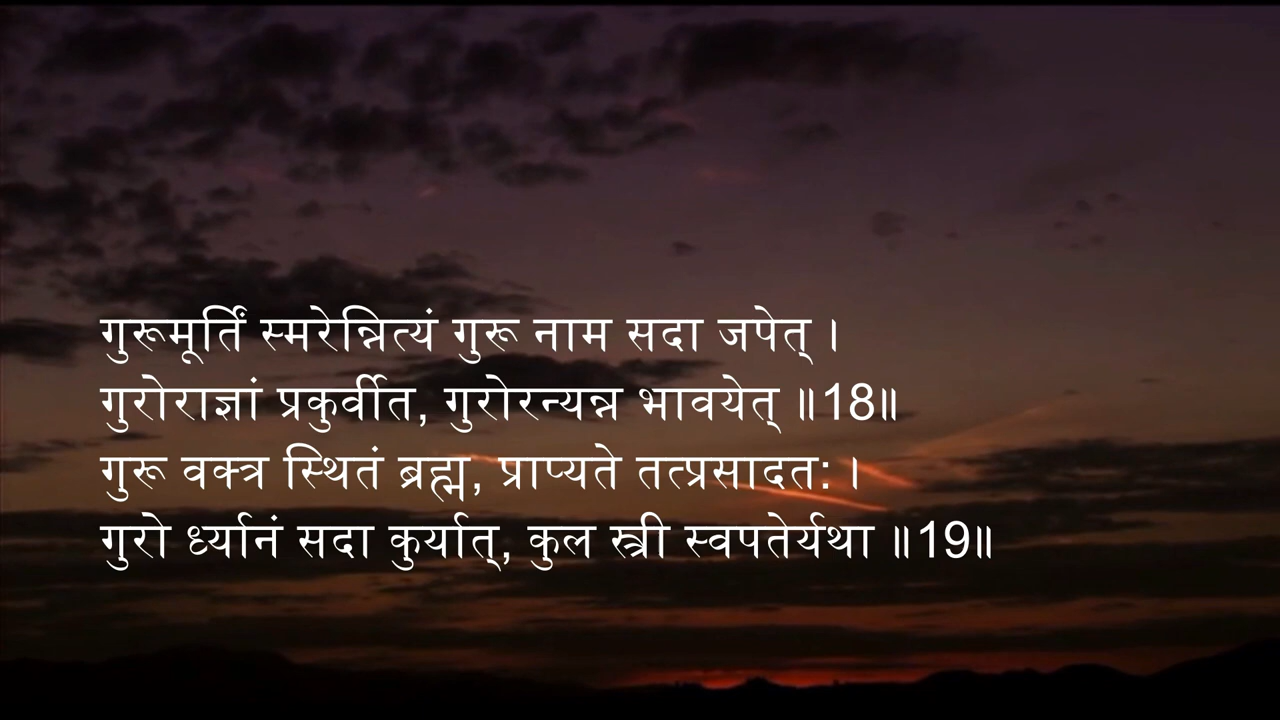 गुरूमूर्तिं स्मरेन्नित्यं गुरू नाम सदा जपेत् ।
गुरोराज्ञां प्रकुर्वीत, गुरोरन्यन्न भावयेत् ॥18॥
गुरू वक्त्र स्थितं ब्रह्म, प्राप्यते तत्प्रसादत: ।
गुरो र्ध्यानं सदा कुर्यात्, कुल स्त्री स्वपतेर्यथा ॥19॥